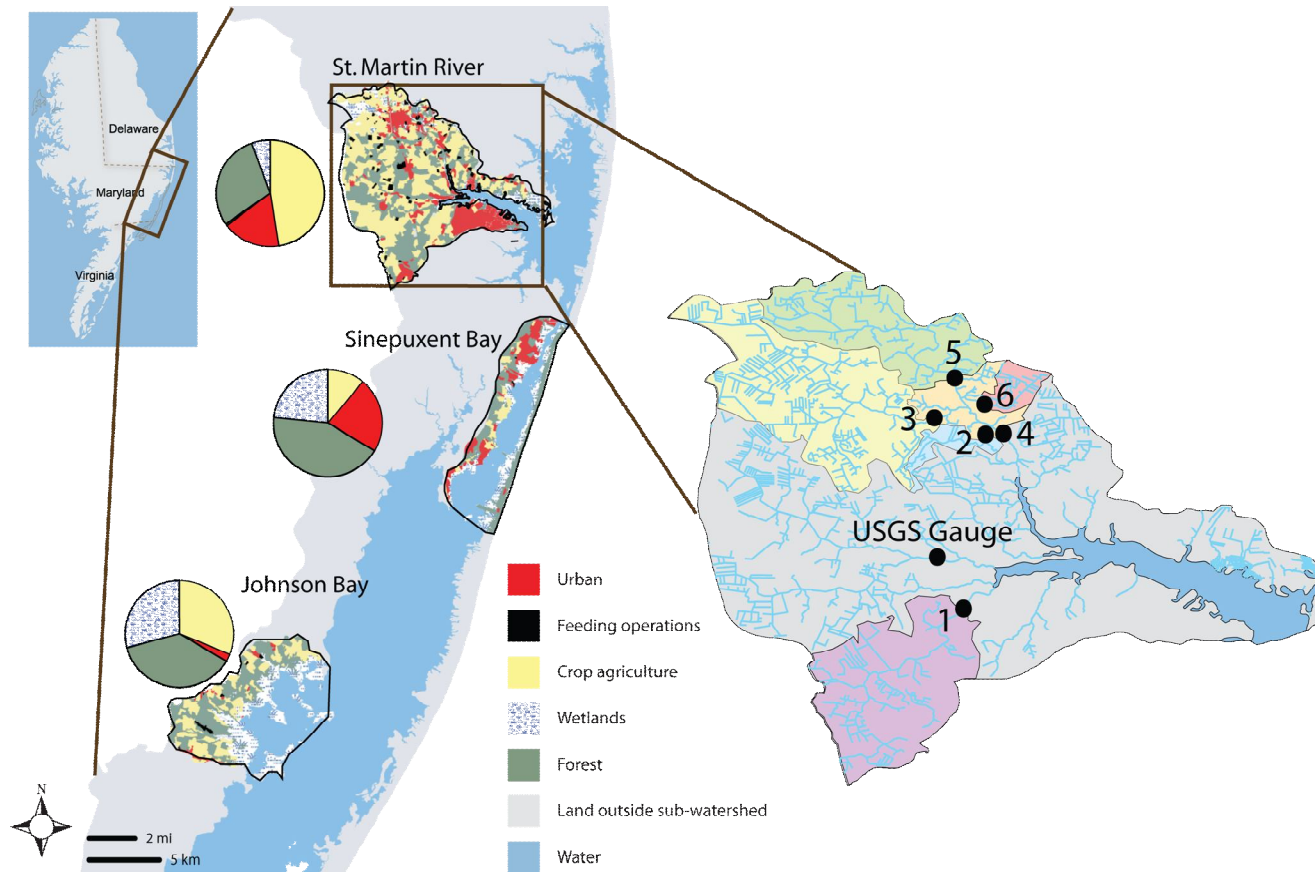 St. Martin River
Delaware
Maryland
Virginia
Sinepuxent Bay
Johnson Bay
5
6
3
2
4
USGS Gauge
1
Urban
Feeding operations
Crop agriculture
Wetlands
Forest
Land outside sub-watershed
Water
N
2 mi
5 km